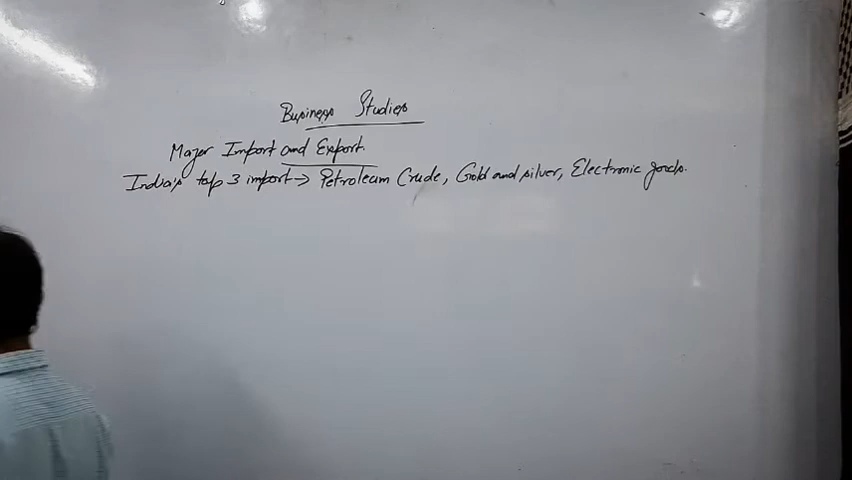 Business Studies
Major Import and Export.
India's top 3 import → Petroleum Crude, Gold and silver, Electronic goods.